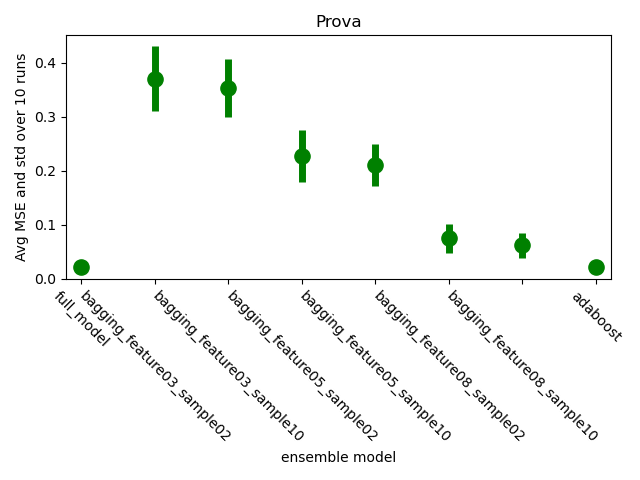 Prova
Avg MSE and std over 10 runs
0.4
0.3
0.2
0.1
0.0
full_model
bagging_feature03_sample02
bagging_feature03_sample10
bagging_feature05_sample02
bagging_feature05_sample10
bagging_feature08_sample02
bagging_feature08_sample10
adaboost
ensemble model